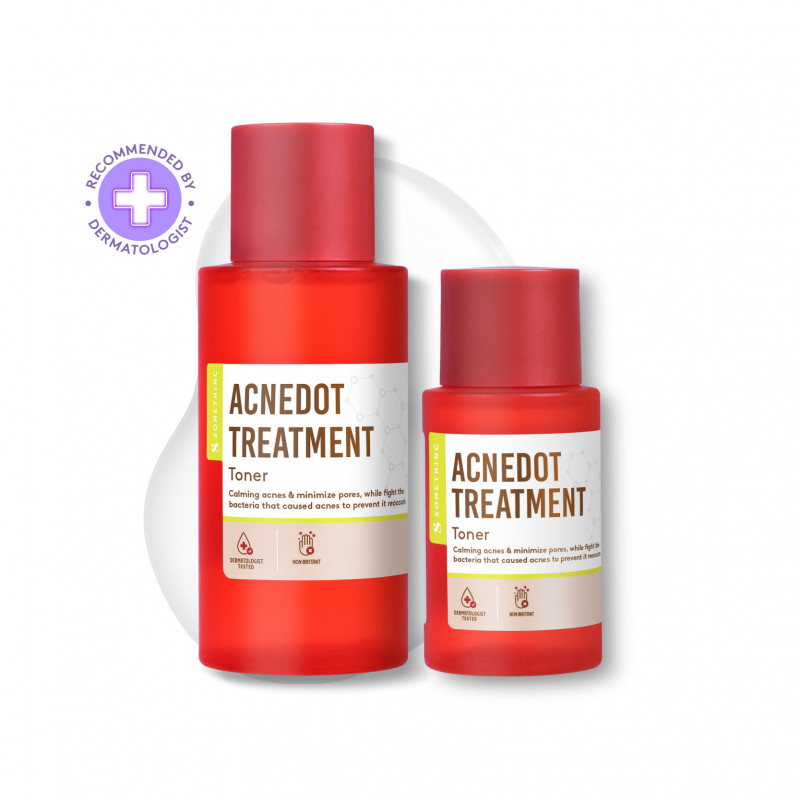 RECOMMENDED BY
DERMATOLOGIST
SOMETHINC
ACNEDOT
TREATMENT
Toner
Calming acnes & minimize pores, while fight the
bacteria that caused acnes to prevent it reoccurs
DERMATOLOGIST
TESTED
NON IRRITANT
SOMETHINC
ACNEDOT
TREATMENT
Toner
Calming acnes & minimize pores, while fight the
bacteria that caused acnes to prevent it reoccurs
DERMATOLOGIST
TESTED
NON IRRITANT